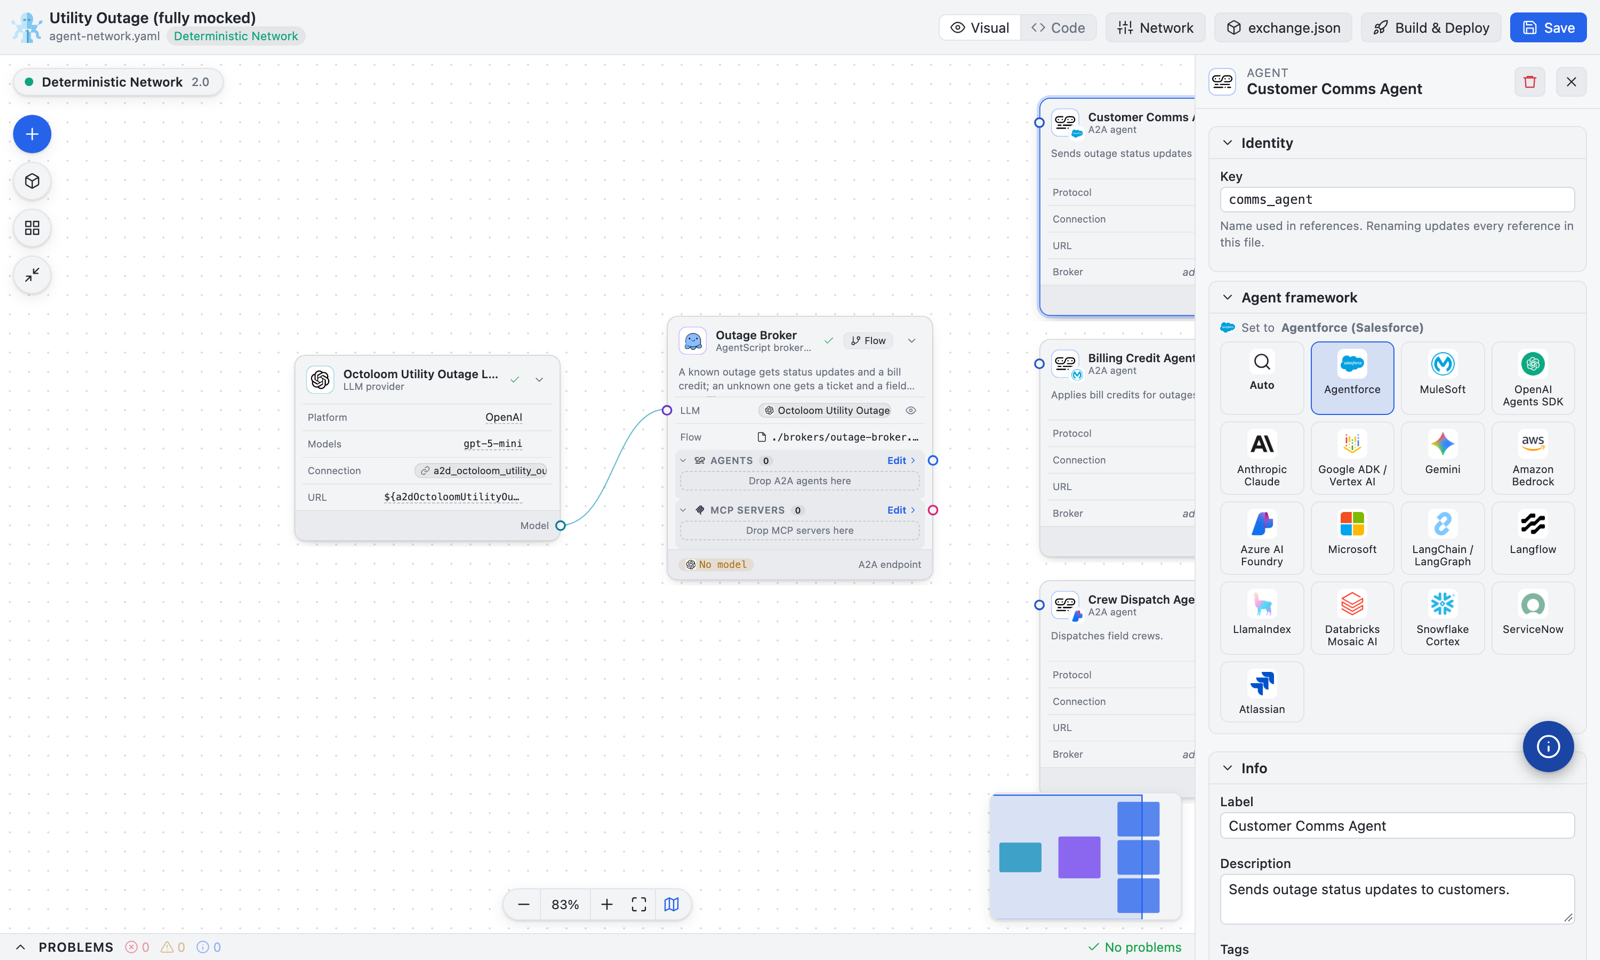 Utility Outage (fully mocked)
agent-network.yaml Deterministic Network
Visual
Code
Network
exchange.json
Build & Deploy
Save
Deterministic Network 2.0
Octoloom Utility Outage L...
LLM provider
Platform OpenAI
Models gpt-5-mini
Connection a2d_octoloom_utility_ou
URL ${a2dOctoloomUtilityOu...
Model
Outage Broker
AgentScript broker...
Flow
A known outage gets status updates and a bill
credit; an unknown one gets a ticket and a field...
LLM Octoloom Utility Outage
Flow ./brokers/outage-broker....
AGENTS 0 Edit
Drop A2A agents here
MCP SERVERS 0 Edit
Drop MCP servers here
No model A2A endpoint
Customer Comms A
A2A agent
Sends outage status updates
Protocol
Connection
URL
Broker ad
Billing Credit Agent
A2A agent
Applies bill credits for outages
Protocol
Connection
URL
Broker ad
Crew Dispatch Age
A2A agent
Dispatches field crews.
Protocol
Connection
URL
Broker ad
83%
PROBLEMS 0 0 0
No problems
AGENT
Customer Comms Agent
Identity
Key
comms_agent
Name used in references. Renaming updates every reference in
this file.
Agent framework
Set to Agentforce (Salesforce)
Auto
Agentforce
MuleSoft
OpenAI
Agents SDK
Anthropic
Claude
Google ADK /
Vertex AI
Gemini
Amazon
Bedrock
Azure AI
Foundry
Microsoft
LangChain /
LangGraph
Langflow
LlamaIndex
Databricks
Mosaic AI
Snowflake
Cortex
ServiceNow
Atlassian
Info
Label
Customer Comms Agent
Description
Sends outage status updates to customers.
Tags